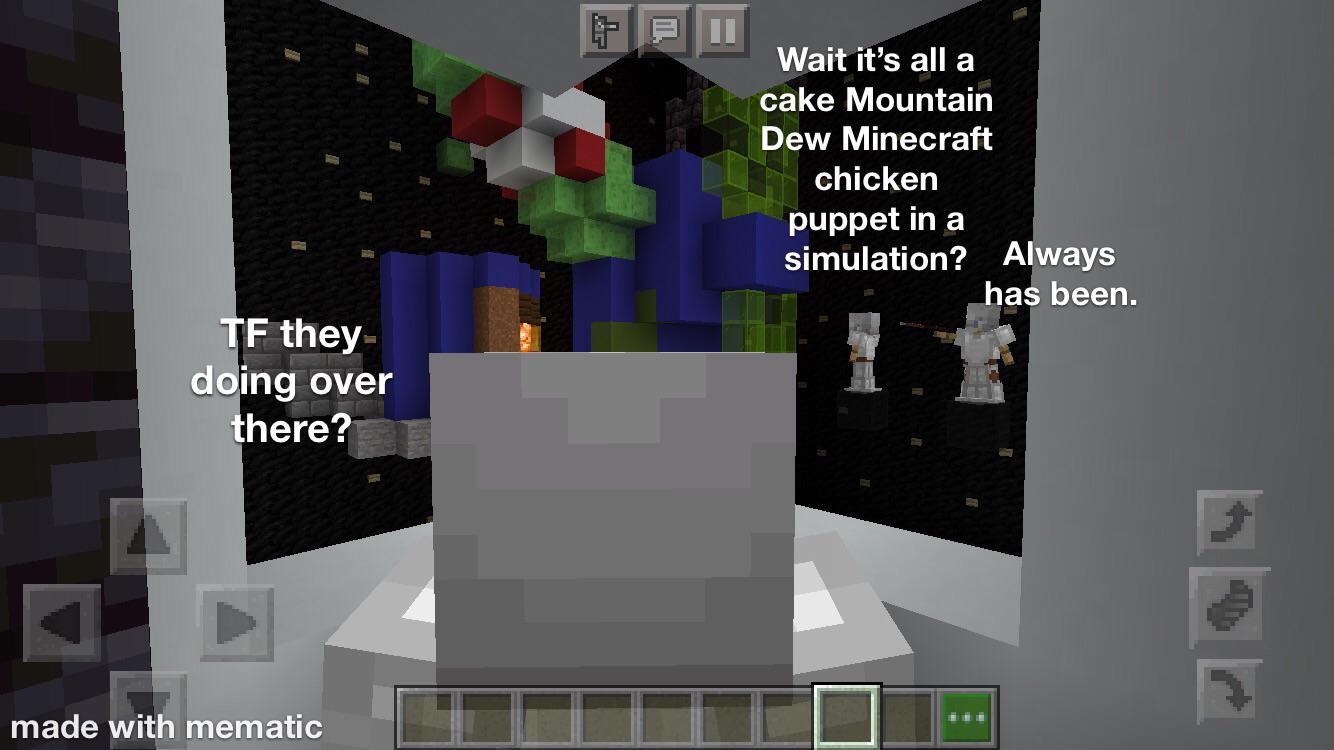 Wait it’s all a
cake Mountain
Dew Minecraft
chicken
puppet in a
simulation?
Always
has been.
TF they
doing over
there?
made with mematic